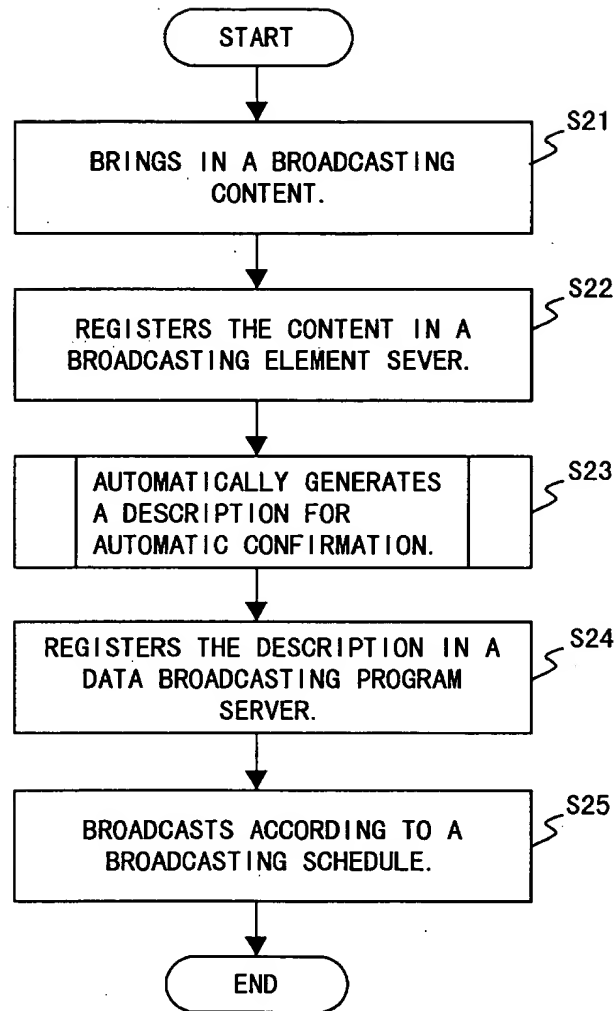 START
S21
BRINGS IN A BROADCASTING
CONTENT.
S22
REGISTERS THE CONTENT IN A
BROADCASTING ELEMENT SEVER.
S23
AUTOMATICALLY GENERATES
A DESCRIPTION FOR
AUTOMATIC CONFIRMATION.
S24
REGISTERS THE DESCRIPTION IN A
DATA BROADCASTING PROGRAM
SERVER.
S25
BROADCASTS ACCORDING TO A
BROADCASTING SCHEDULE.
END